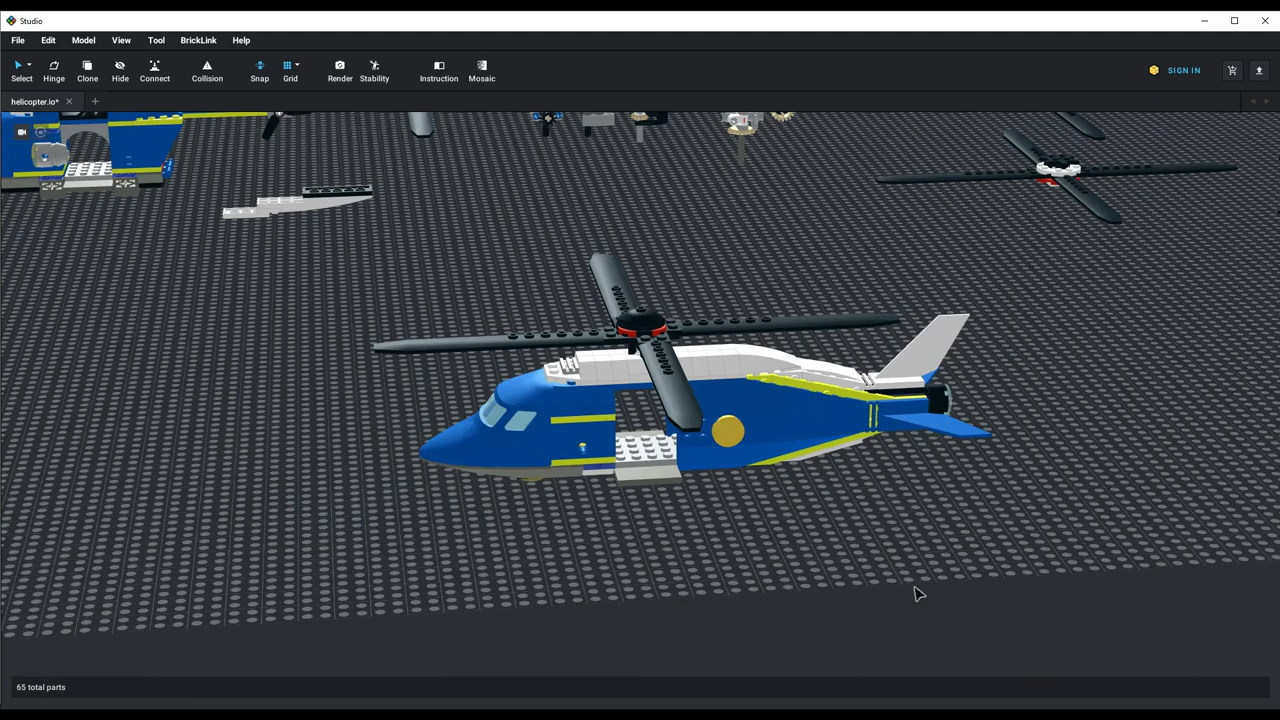 Studio
File Edit Model View Tool BrickLink Help
Select Hinge Clone Hide Connect Collision Snap Grid Render Stability Instruction Mosaic SIGN IN
helicopter.io*
65 total parts